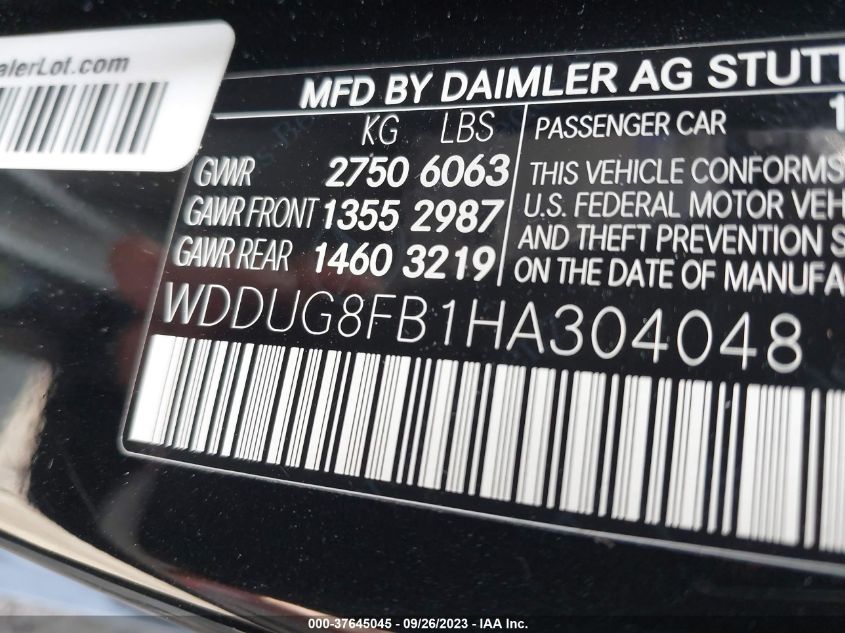 alerLot.com
MFD BY DAIMLER AG STUTT
KG LBS
GVWR 2750 6063
GAWR FRONT 1355 2987
GAWR REAR 1460 3219
PASSENGER CAR 1
THIS VEHICLE CONFORMS
U.S. FEDERAL MOTOR VEH
AND THEFT PREVENTION S
ON THE DATE OF MANUFA
WDDUG8FB1HA304048
000-37645045 - 09/26/2023 - IAA Inc.